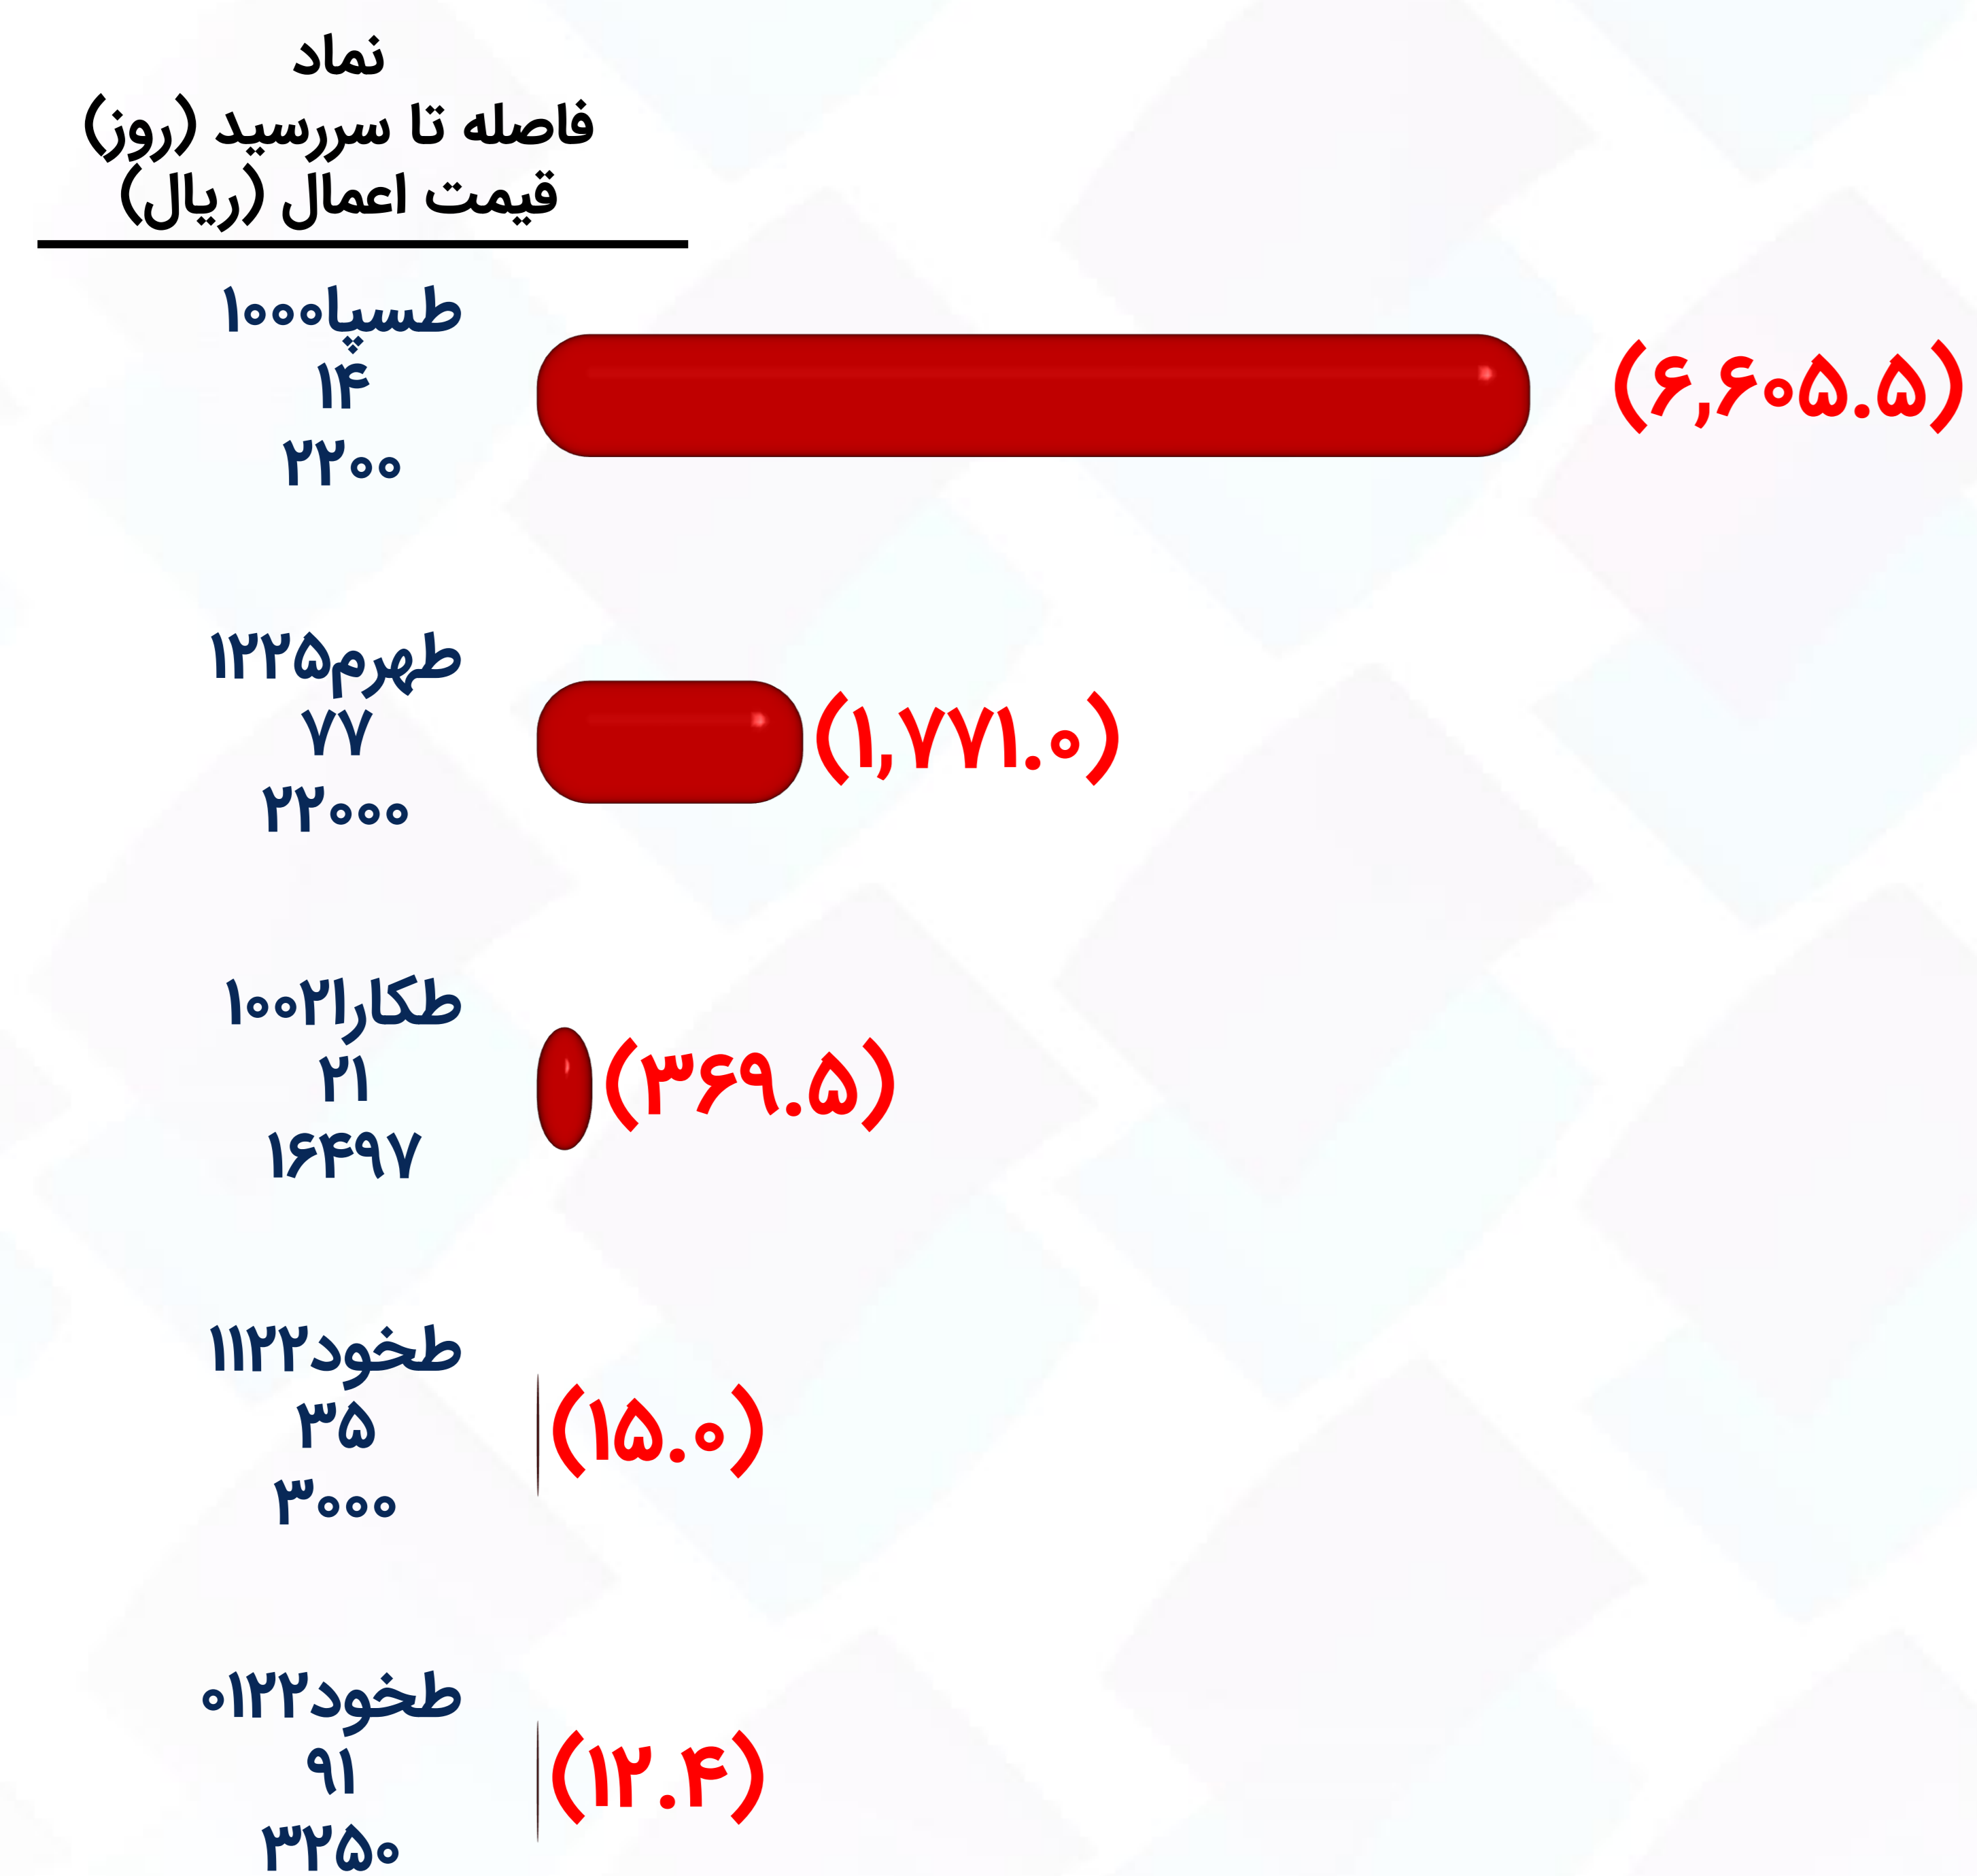 نماد
فاصله تا سررسید (روز)
قیمت اعمال (ریال)
طسپا۱۰۰۰
۱۴
۲۲۰۰
(۶,۶۰۵.۵)
طهرم۱۲۲۵
۷۷
۲۲۰۰۰
(۱,۷۷۱.۰)
طکارا۱۰۰۲
۲۱
۱۶۴۹۷
(۳۶۹.۵)
طخود۱۱۲۲
۳۵
۳۰۰۰
(۱۵.۰)
طخود۰۱۲۲
۹۱
۳۲۵۰
(۱۲.۴)